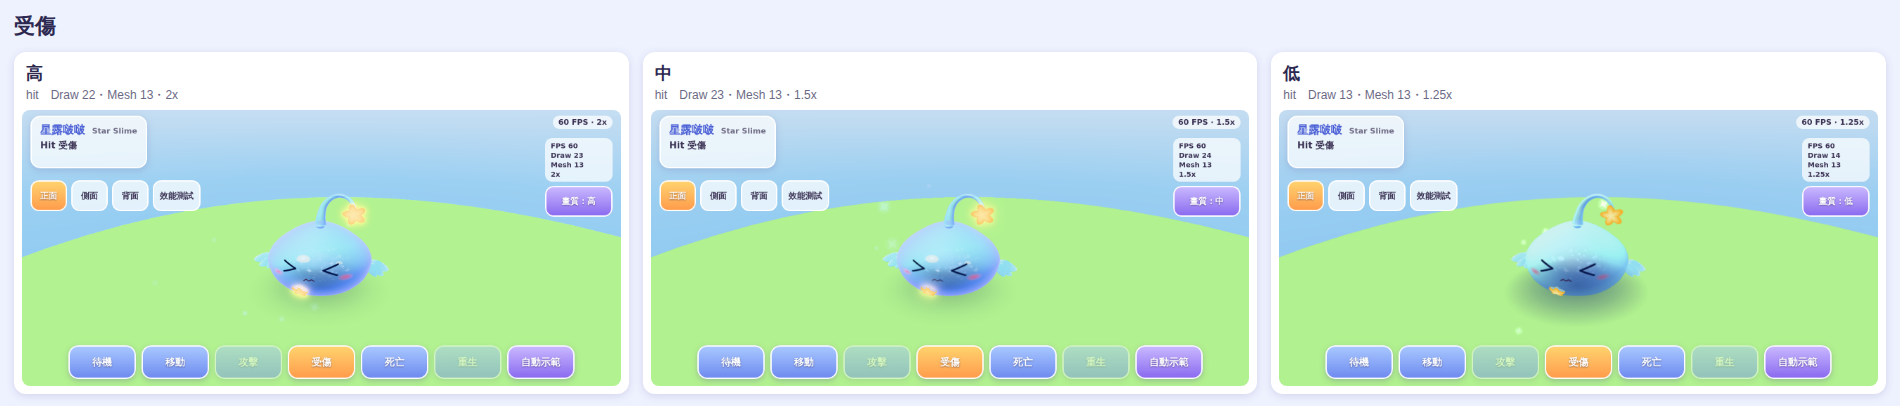 受傷
高
hit Draw 22・Mesh 13・2x
星露啵啵 Star Slime
Hit 受傷
60 FPS · 2x
FPS 60
Draw 23
Mesh 13
2x
正面 側面 背面 效能測試
畫質：高
待機 移動 攻擊 受傷 死亡 重生 自動示範
中
hit Draw 23・Mesh 13・1.5x
星露啵啵 Star Slime
Hit 受傷
60 FPS · 1.5x
FPS 60
Draw 24
Mesh 13
1.5x
正面 側面 背面 效能測試
畫質：中
待機 移動 攻擊 受傷 死亡 重生 自動示範
低
hit Draw 13・Mesh 13・1.25x
星露啵啵 Star Slime
Hit 受傷
60 FPS · 1.25x
FPS 60
Draw 14
Mesh 13
1.25x
正面 側面 背面 效能測試
畫質：低
待機 移動 攻擊 受傷 死亡 重生 自動示範